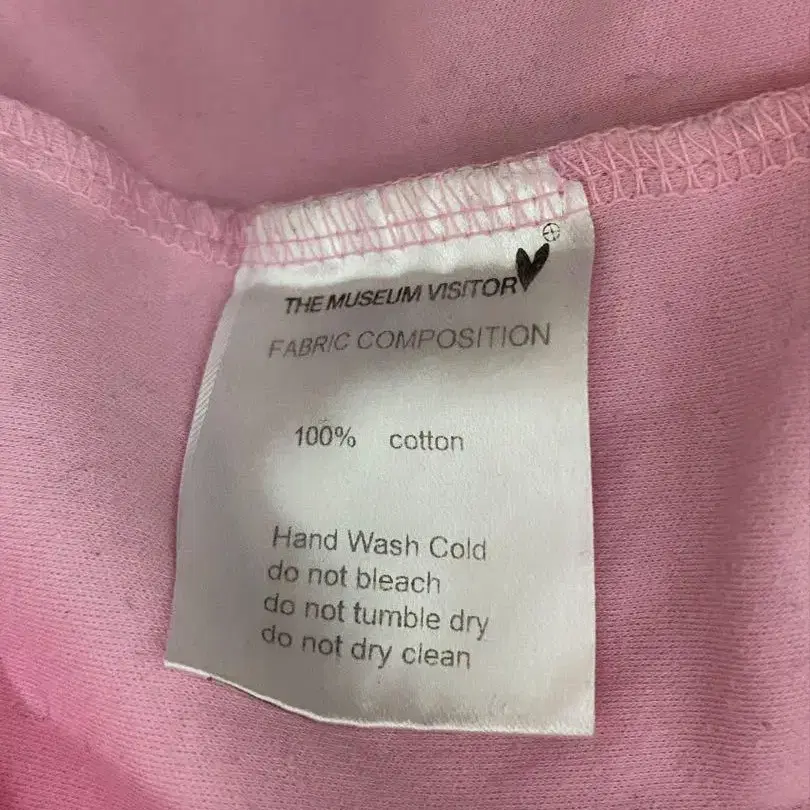 THE MUSEUM VISITOR
FABRIC COMPOSITION
100% cotton
Hand Wash Cold
do not bleach
do not tumble dry
do not dry clean